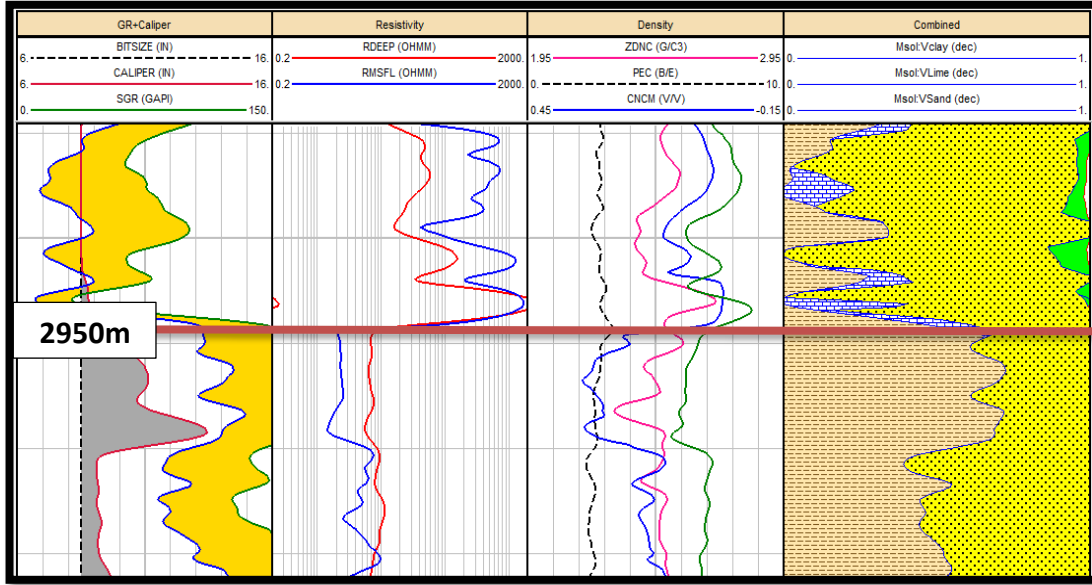 GR+Caliper
BITSIZE (IN)
6. 16.
CALIPER (IN)
6. 16.
SGR (GAPI)
0. 150.
Resistivity
RDEEP (OHMM)
0.2 2000.
RMSFL (OHMM)
0.2 2000.
Density
ZDNC (G/C3)
1.95 2.95
PEC (B/E)
0. 10.
CNCM (V/V)
0.45 -0.15
Combined
Msol:Vclay (dec)
0. 1.
Msol:VLime (dec)
0. 1.
Msol:VSand (dec)
0. 1.
2950m